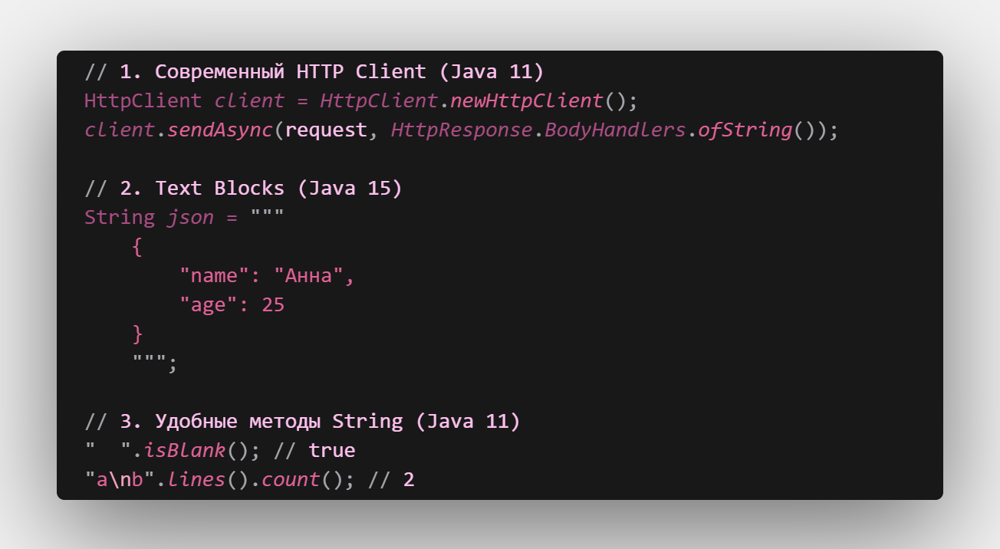 // 1. Современный HTTP Client (Java 11)
HttpClient client = HttpClient.newHttpClient();
client.sendAsync(request, HttpResponse.BodyHandlers.ofString());

// 2. Text Blocks (Java 15)
String json = """
    {
        "name": "Анна",
        "age": 25
    }
    """;

// 3. Удобные методы String (Java 11)
"  ".isBlank(); // true
"a\nb".lines().count(); // 2